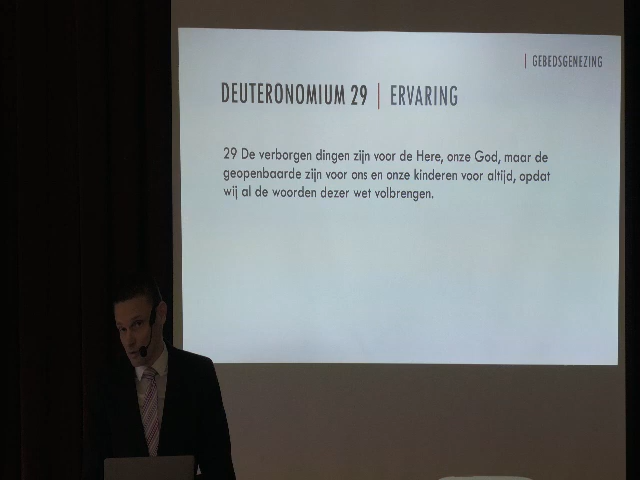 | GEBEDSGENEZING
DEUTERONOMIUM 29 | ERVARING
29 De verborgen dingen zijn voor de Here, onze God, maar de
geopenbaarde zijn voor ons en onze kinderen voor altijd, opdat
wij al de woorden dezer wet volbrengen.